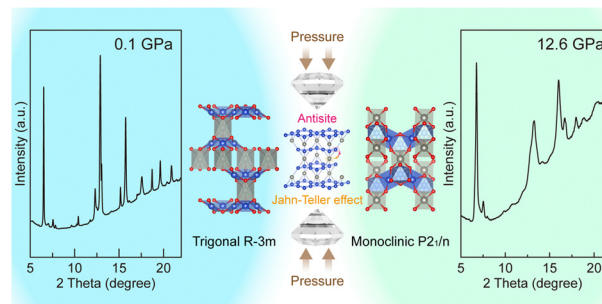 0.1 GPa
Intensity (a.u.)
5 10 15 20
2 Theta (degree)
Trigonal R-3m
Pressure
Antisite
Jahn-Teller effect
Pressure
Monoclinic P2₁/n
12.6 GPa
Intensity (a.u.)
5 10 15 20
2 Theta (degree)